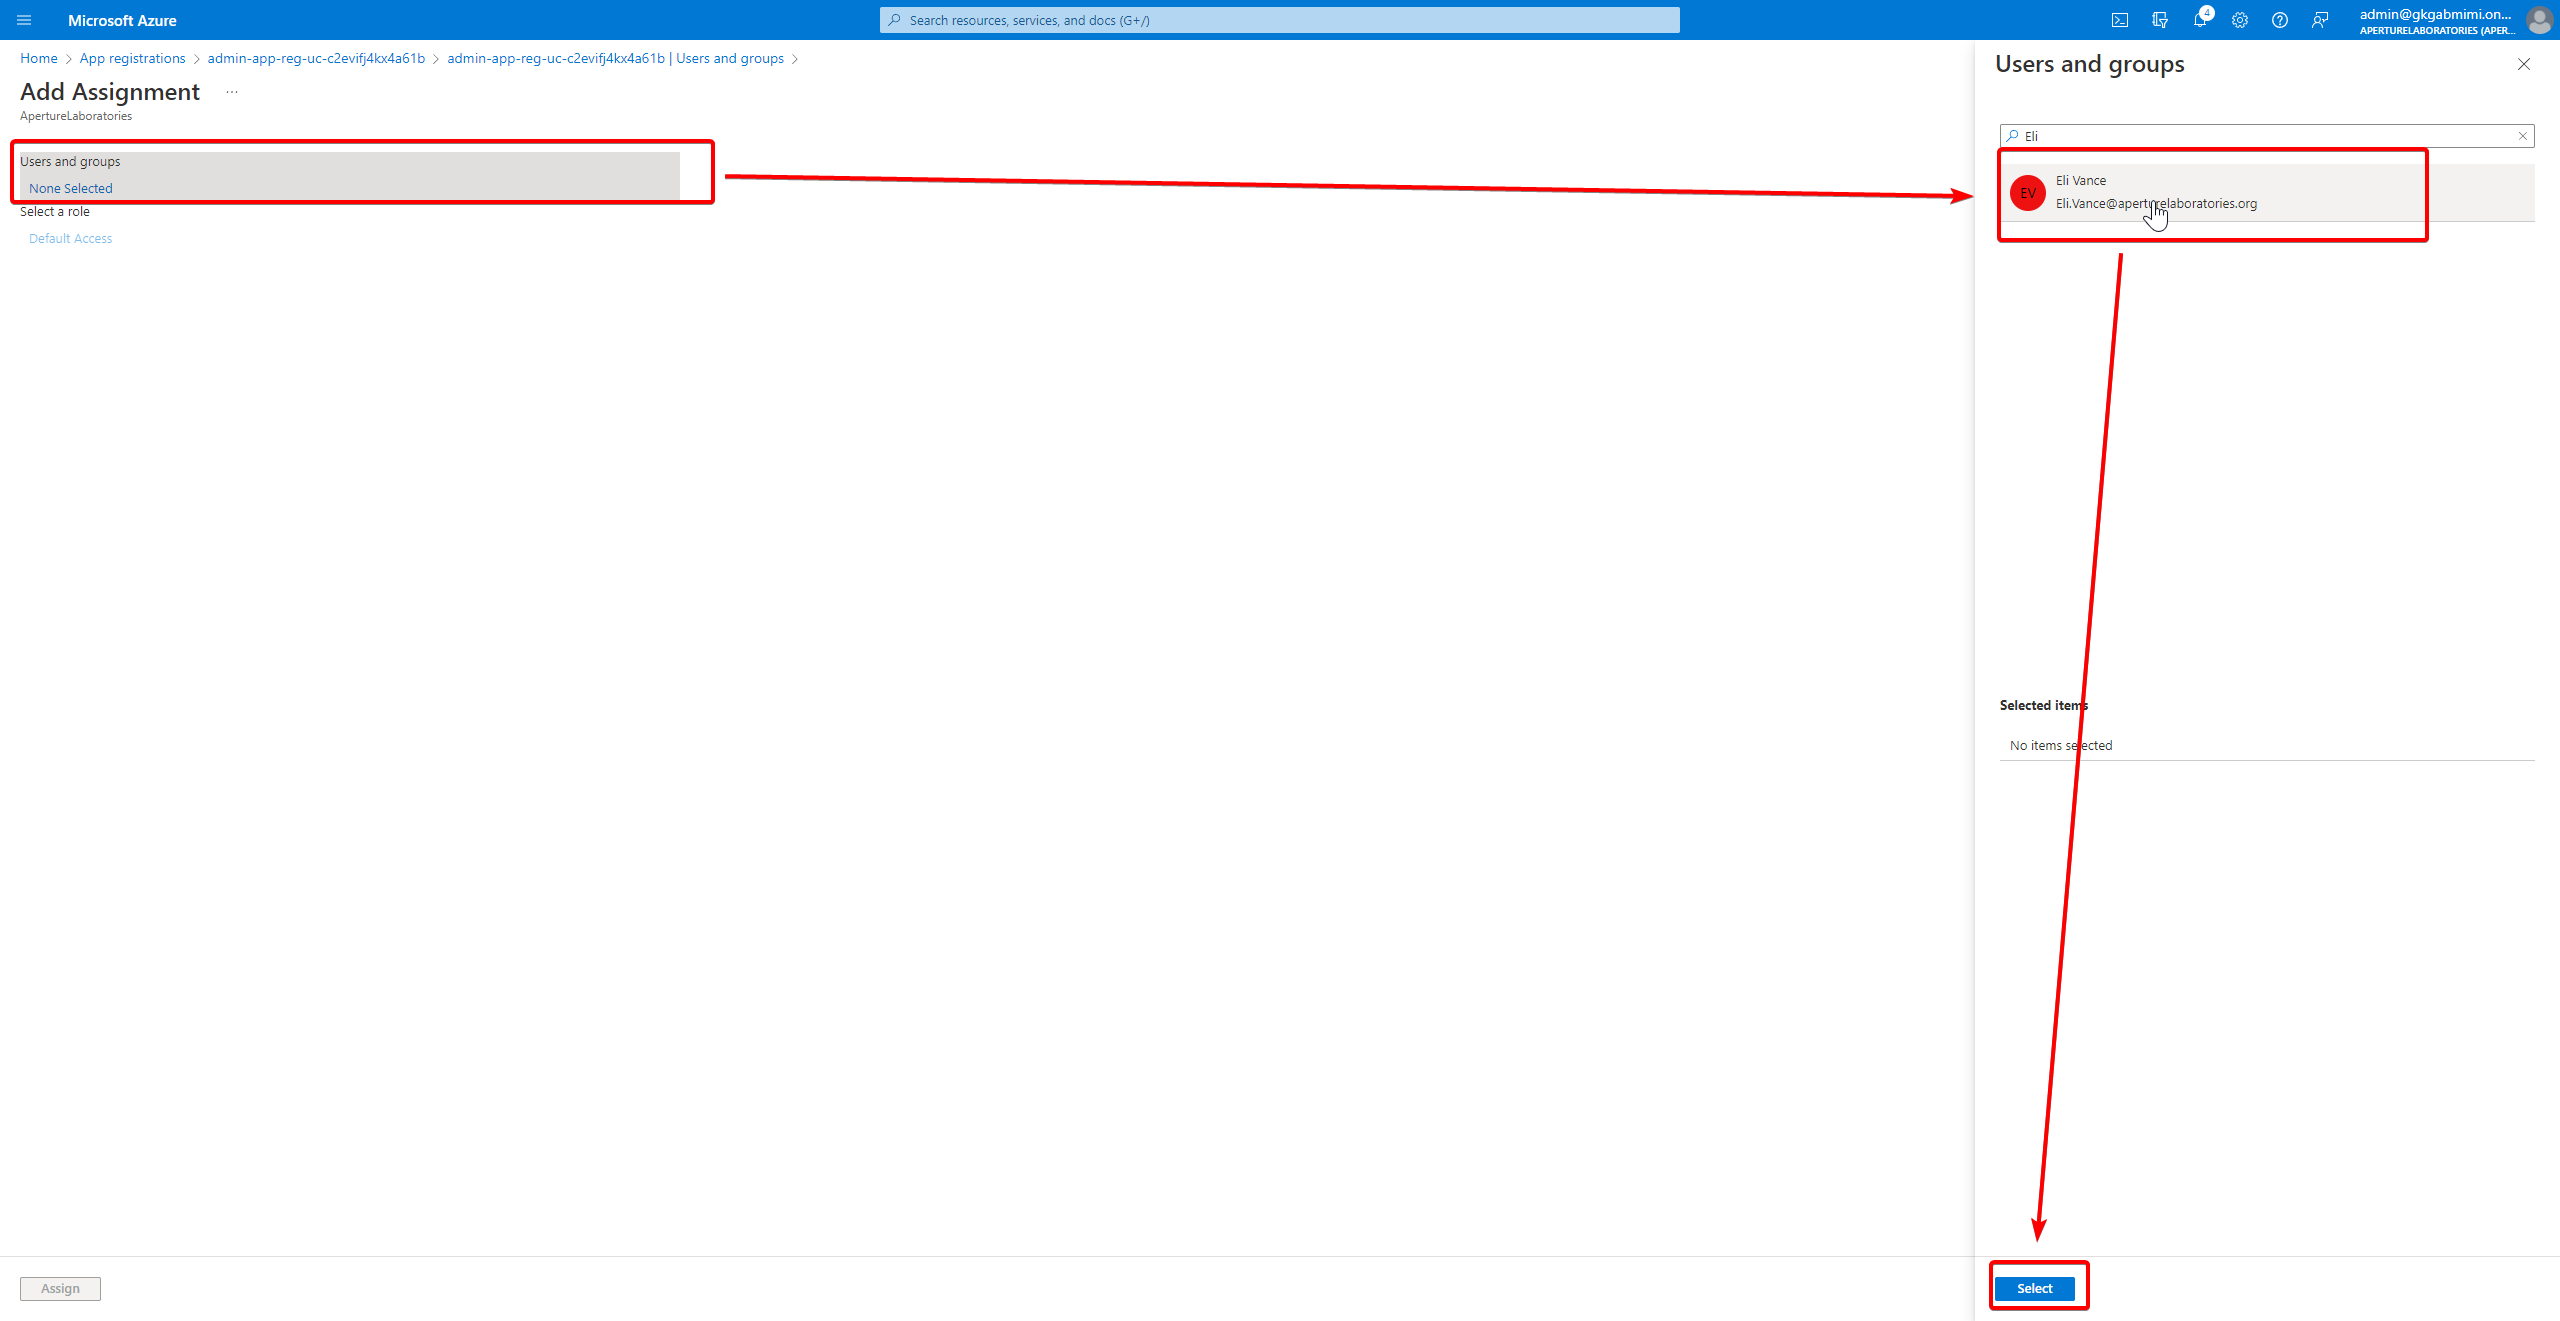 Microsoft Azure
Search resources, services, and docs (G+/)
4
admin@gkgabmimi.on...
APERTURELABORATORIES (APER...
Home > App registrations > admin-app-reg-uc-c2evifj4kx4a61b > admin-app-reg-uc-c2evifj4kx4a61b | Users and groups >
Add Assignment ...
ApertureLaboratories
Users and groups
None Selected
Select a role
Default Access
Assign
Users and groups
Eli
EV
Eli Vance
Eli.Vance@aperturelaboratories.org
Selected items
No items selected
Select